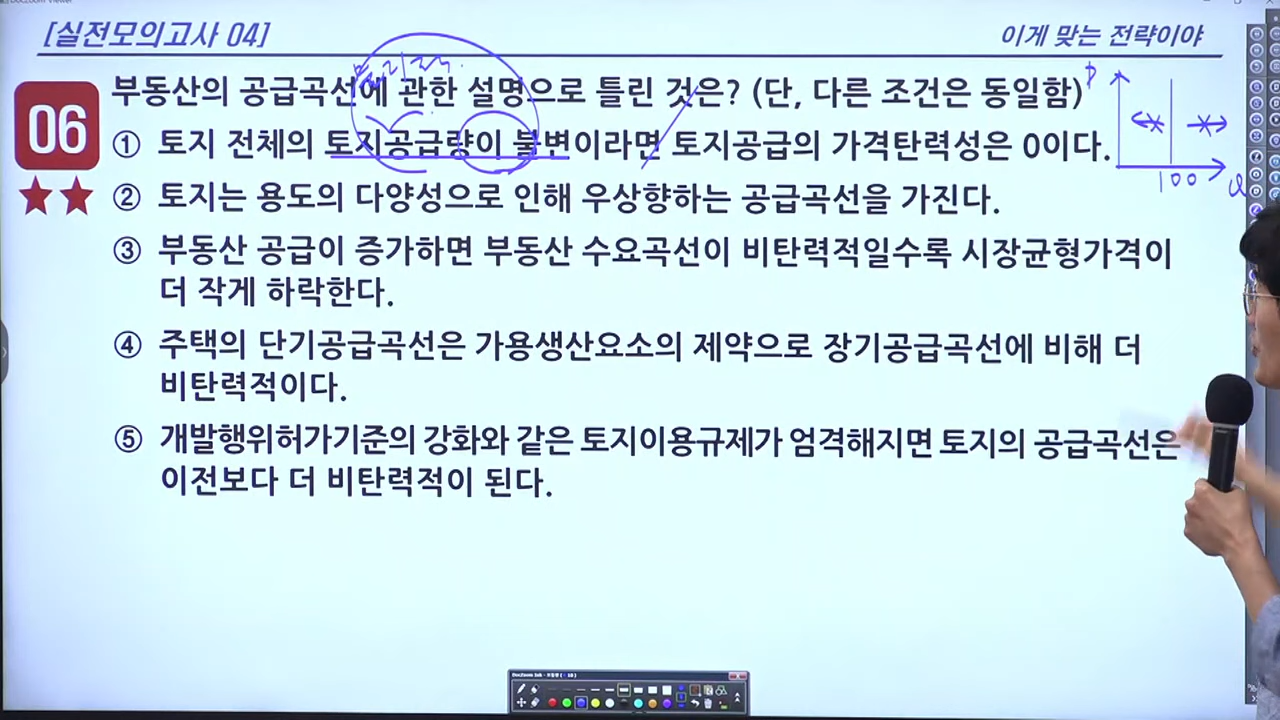 [실전모의고사 04]
이게 맞는 전략이야
06
부동산의 공급곡선에 관한 설명으로 틀린 것은? (단, 다른 조건은 동일함)
① 토지 전체의 토지공급량이 불변이라면 토지공급의 가격탄력성은 0이다.
② 토지는 용도의 다양성으로 인해 우상향하는 공급곡선을 가진다.
③ 부동산 공급이 증가하면 부동산 수요곡선이 비탄력적일수록 시장균형가격이
더 작게 하락한다.
④ 주택의 단기공급곡선은 가용생산요소의 제약으로 장기공급곡선에 비해 더
비탄력적이다.
⑤ 개발행위허가기준의 강화와 같은 토지이용규제가 엄격해지면 토지의 공급곡선은
이전보다 더 비탄력적이 된다.
P
100
Q